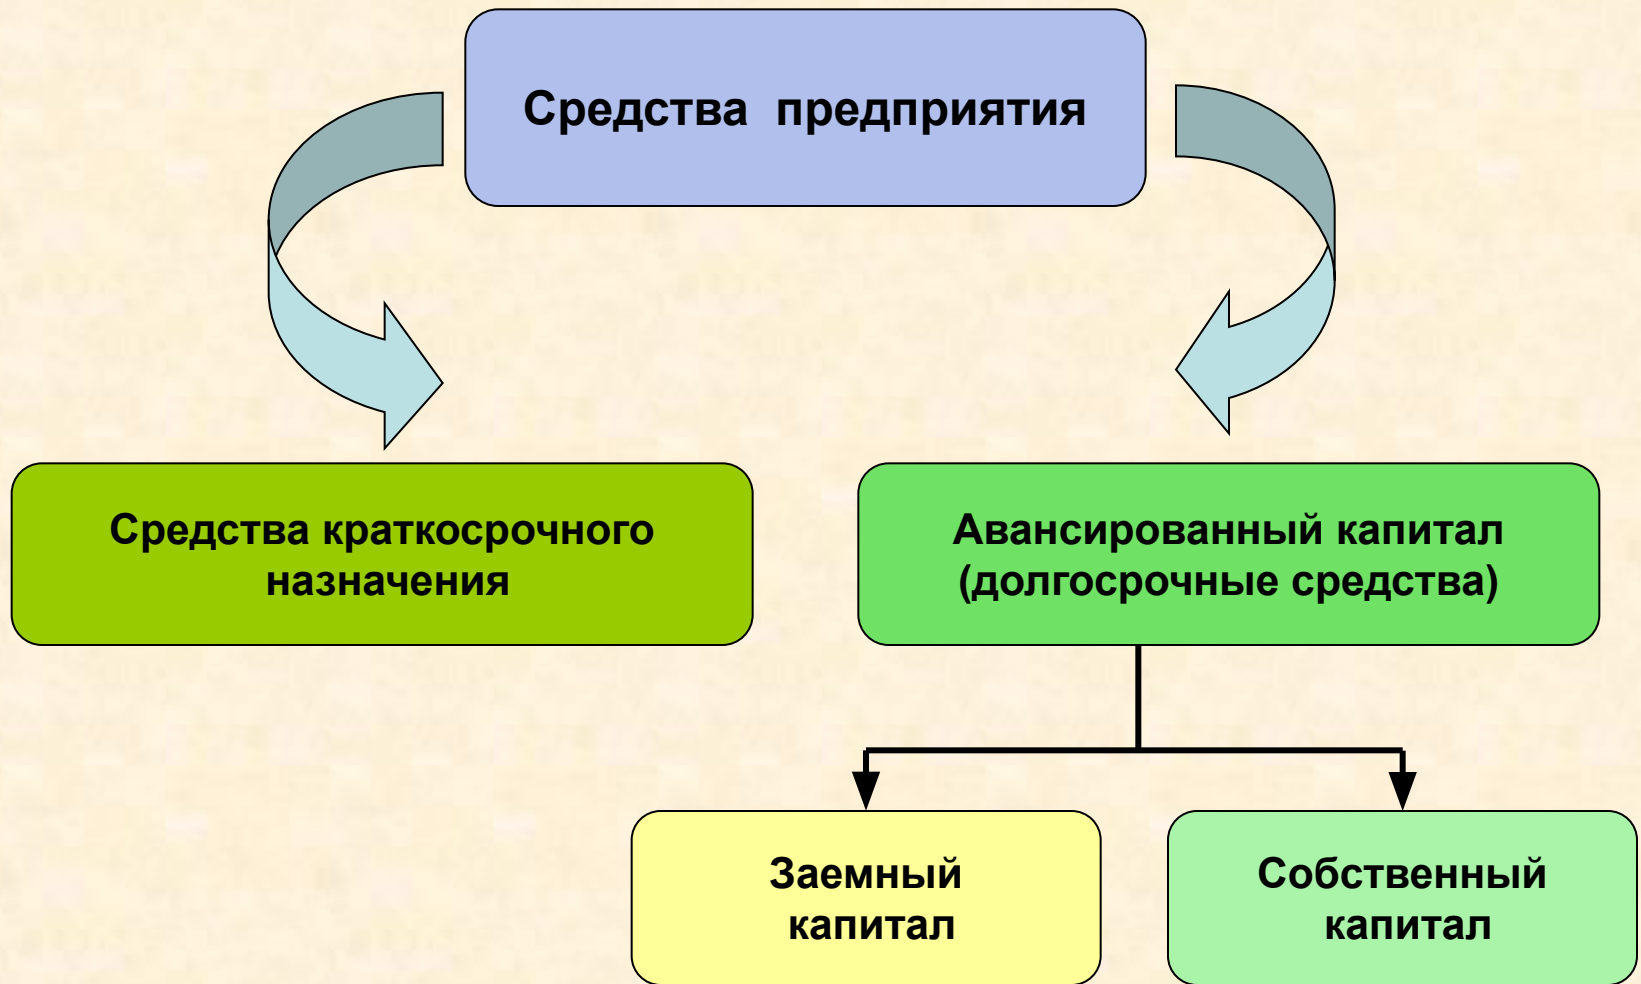 Средства предприятия
Средства краткосрочного
назначения
Авансированный капитал
(долгосрочные средства)
Заемный
капитал
Собственный
капитал